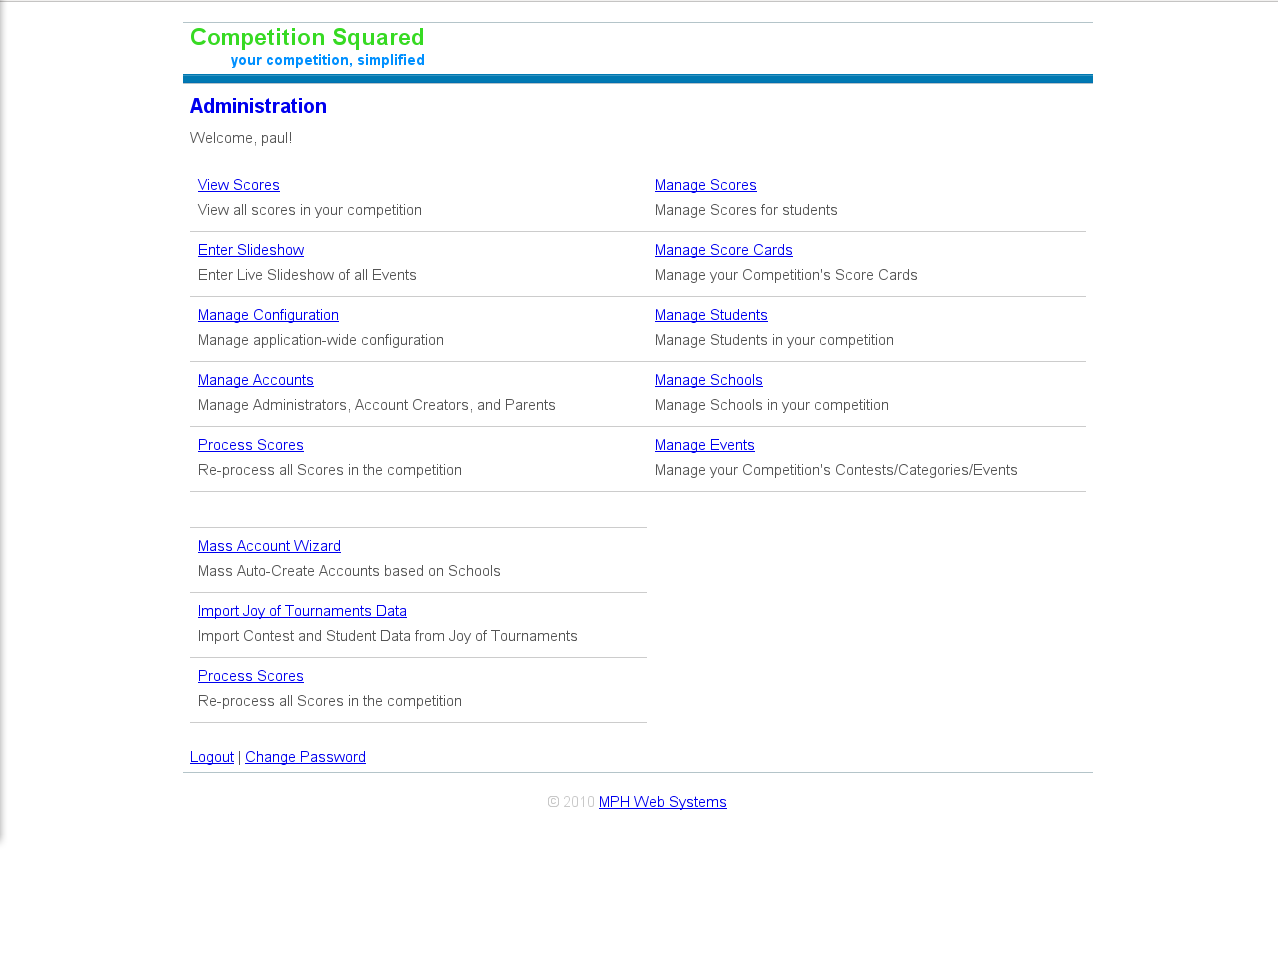 Competition Squared
your competition, simplified
Administration
Welcome, paul!
View Scores
View all scores in your competition
Manage Scores
Manage Scores for students
Enter Slideshow
Enter Live Slideshow of all Events
Manage Score Cards
Manage your Competition's Score Cards
Manage Configuration
Manage application-wide configuration
Manage Students
Manage Students in your competition
Manage Accounts
Manage Administrators, Account Creators, and Parents
Manage Schools
Manage Schools in your competition
Process Scores
Re-process all Scores in the competition
Manage Events
Manage your Competition's Contests/Categories/Events
Mass Account Wizard
Mass Auto-Create Accounts based on Schools
Import Joy of Tournaments Data
Import Contest and Student Data from Joy of Tournaments
Process Scores
Re-process all Scores in the competition
Logout | Change Password
© 2010 MPH Web Systems